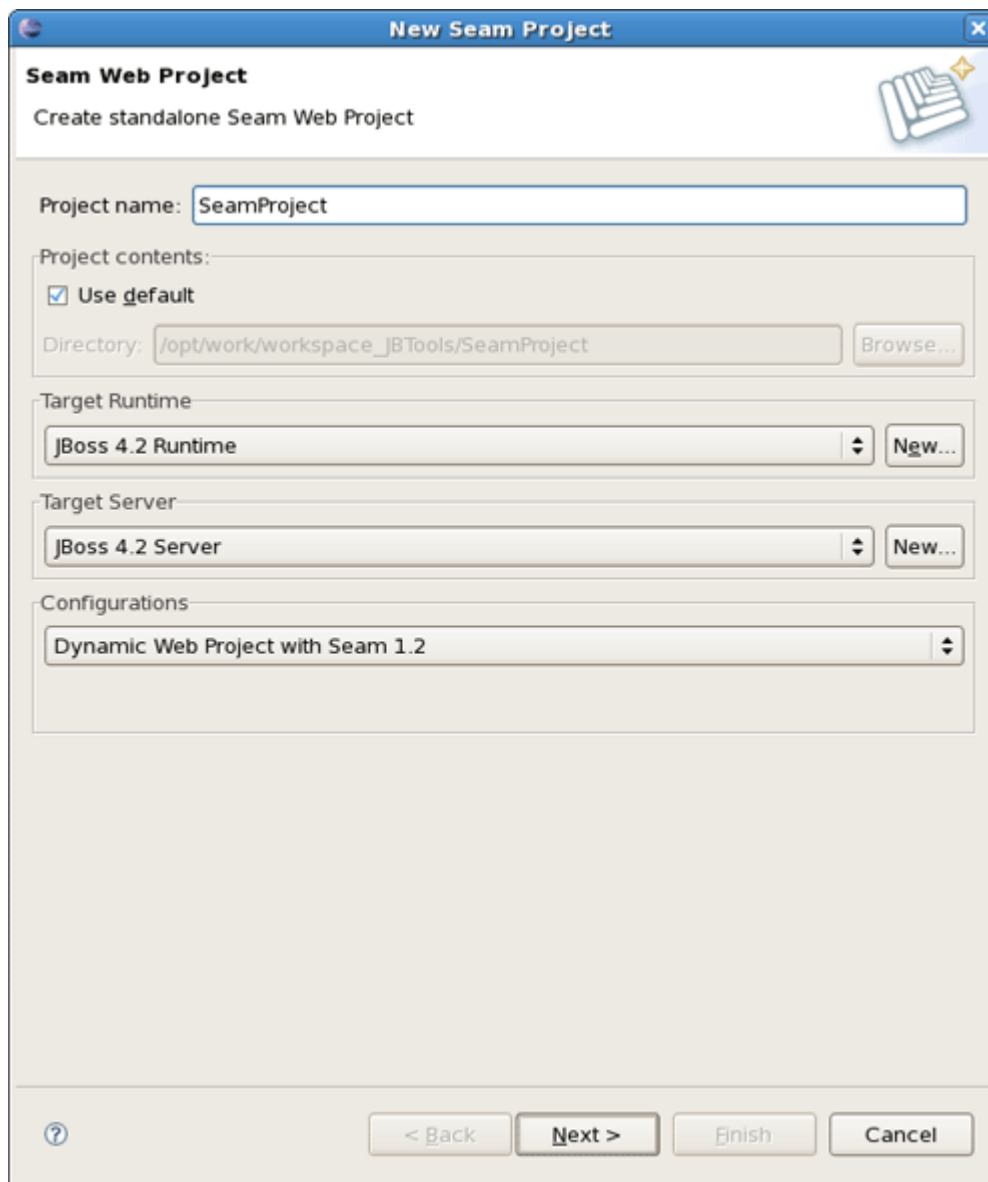 New Seam Project
Seam Web Project
Create standalone Seam Web Project
Project name: SeamProject
Project contents:
Use default
Directory: /opt/work/workspace_JBTools/SeamProject Browse...
Target Runtime
JBoss 4.2 Runtime New...
Target Server
JBoss 4.2 Server New...
Configurations
Dynamic Web Project with Seam 1.2
? < Back Next > Finish Cancel